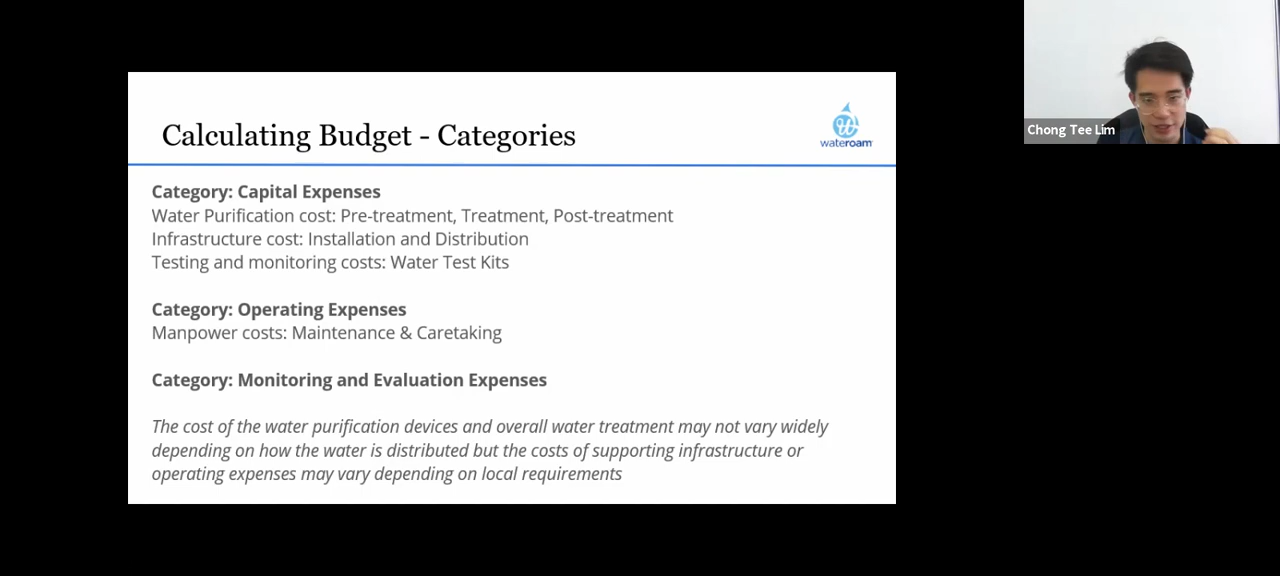 Calculating Budget - Categories
wateroam
Category: Capital Expenses
Water Purification cost: Pre-treatment, Treatment, Post-treatment
Infrastructure cost: Installation and Distribution
Testing and monitoring costs: Water Test Kits
Category: Operating Expenses
Manpower costs: Maintenance & Caretaking
Category: Monitoring and Evaluation Expenses
The cost of the water purification devices and overall water treatment may not vary widely
depending on how the water is distributed but the costs of supporting infrastructure or
operating expenses may vary depending on local requirements
Chong Tee Lim